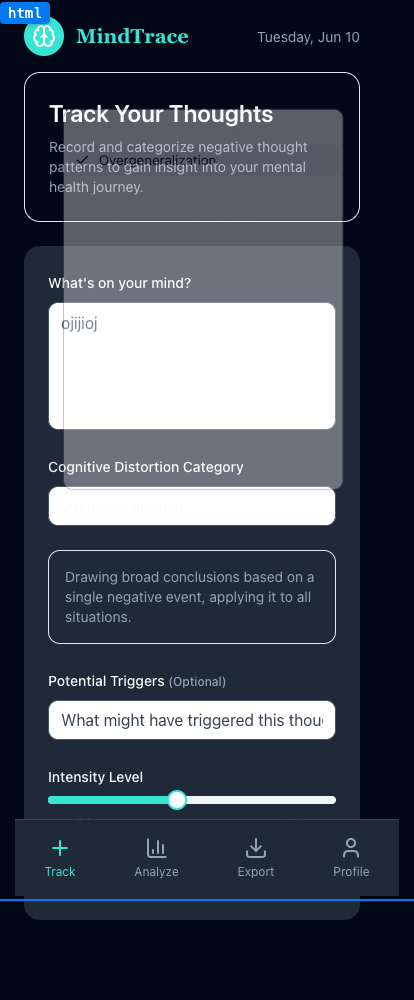 html
MindTrace
Tuesday, Jun 10
Track Your Thoughts
Record and categorize negative thought
patterns to gain insight into your mental
health journey.
Overgeneralization
What's on your mind?
ojijioj
Cognitive Distortion Category
Drawing broad conclusions based on a
single negative event, applying it to all
situations.
Potential Triggers (Optional)
What might have triggered this thou
Intensity Level
Track
Analyze
Export
Profile